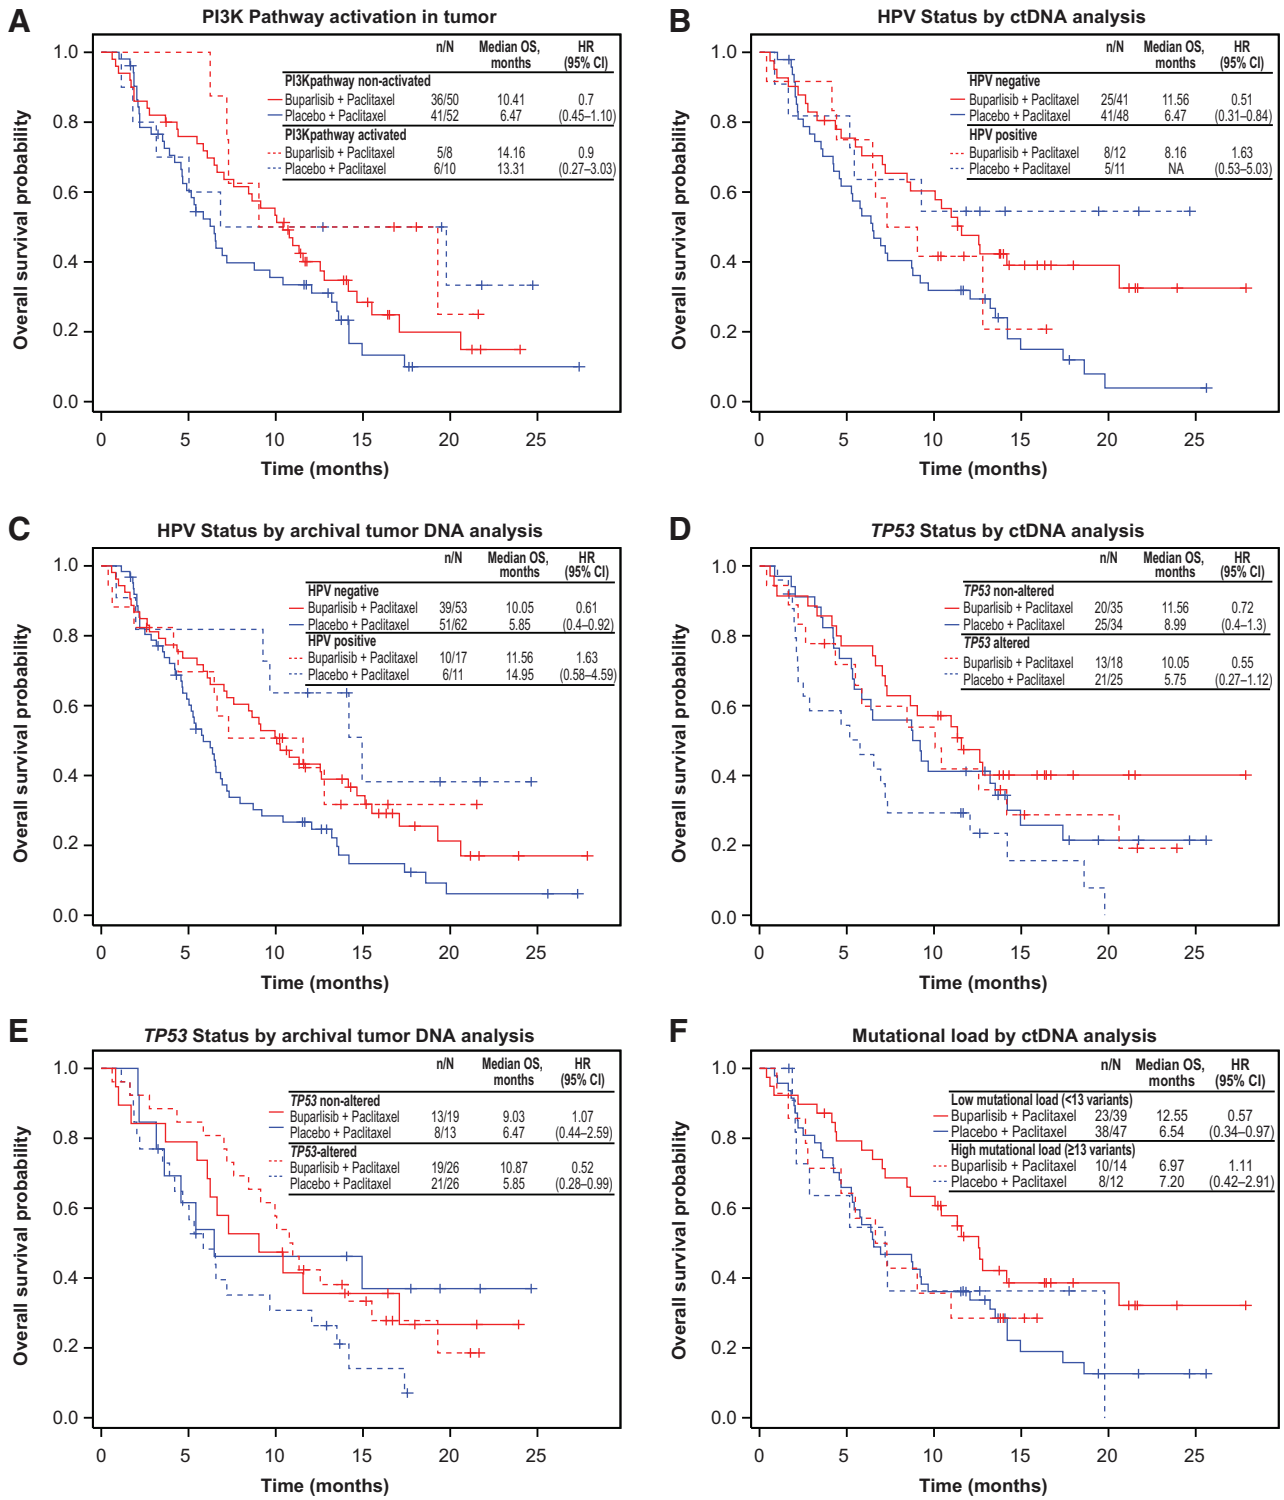 A
PI3K Pathway activation in tumor
n/N Median OS, months HR (95% CI)
PI3Kpathway non-activated
Buparlisib + Paclitaxel 36/50 10.41 0.7
Placebo + Paclitaxel 41/52 6.47 (0.45–1.10)
PI3Kpathway activated
Buparlisib + Paclitaxel 5/8 14.16 0.9
Placebo + Paclitaxel 6/10 13.31 (0.27–3.03)
Overall survival probability
1.0
0.8
0.6
0.4
0.2
0.0
0 5 10 15 20 25
Time (months)
B
HPV Status by ctDNA analysis
n/N Median OS, months HR (95% CI)
HPV negative
Buparlisib + Paclitaxel 25/41 11.56 0.51
Placebo + Paclitaxel 41/48 6.47 (0.31–0.84)
HPV positive
Buparlisib + Paclitaxel 8/12 8.16 1.63
Placebo + Paclitaxel 5/11 NA (0.53–5.03)
Overall survival probability
1.0
0.8
0.6
0.4
0.2
0.0
0 5 10 15 20 25
Time (months)
C
HPV Status by archival tumor DNA analysis
n/N Median OS, months HR (95% CI)
HPV negative
Buparlisib + Paclitaxel 39/53 10.05 0.61
Placebo + Paclitaxel 51/62 5.85 (0.4–0.92)
HPV positive
Buparlisib + Paclitaxel 10/17 11.56 1.63
Placebo + Paclitaxel 6/11 14.95 (0.58–4.59)
Overall survival probability
1.0
0.8
0.6
0.4
0.2
0.0
0 5 10 15 20 25
Time (months)
D
TP53 Status by ctDNA analysis
n/N Median OS, months HR (95% CI)
TP53 non-altered
Buparlisib + Paclitaxel 20/35 11.56 0.72
Placebo + Paclitaxel 25/34 8.99 (0.4–1.3)
TP53 altered
Buparlisib + Paclitaxel 13/18 10.05 0.55
Placebo + Paclitaxel 21/25 5.75 (0.27–1.12)
Overall survival probability
1.0
0.8
0.6
0.4
0.2
0.0
0 5 10 15 20 25
Time (months)
E
TP53 Status by archival tumor DNA analysis
n/N Median OS, months HR (95% CI)
TP53 non-altered
Buparlisib + Paclitaxel 13/19 9.03 1.07
Placebo + Paclitaxel 8/13 6.47 (0.44–2.59)
TP53-altered
Buparlisib + Paclitaxel 19/26 10.87 0.52
Placebo + Paclitaxel 21/26 5.85 (0.28–0.99)
Overall survival probability
1.0
0.8
0.6
0.4
0.2
0.0
0 5 10 15 20 25
Time (months)
F
Mutational load by ctDNA analysis
n/N Median OS, months HR (95% CI)
Low mutational load (<13 variants)
Buparlisib + Paclitaxel 23/39 12.55 0.57
Placebo + Paclitaxel 38/47 6.54 (0.34–0.97)
High mutational load (≥13 variants)
Buparlisib + Paclitaxel 10/14 6.97 1.11
Placebo + Paclitaxel 8/12 7.20 (0.42–2.91)
Overall survival probability
1.0
0.8
0.6
0.4
0.2
0.0
0 5 10 15 20 25
Time (months)